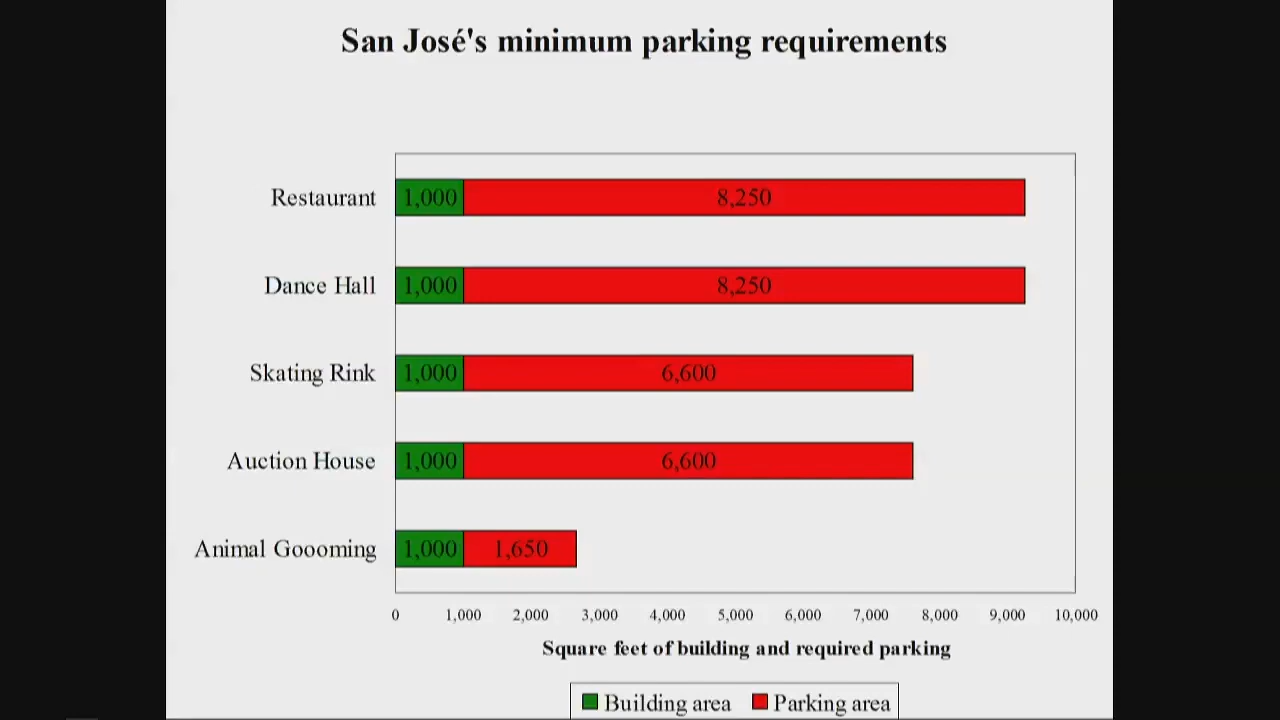 San José's minimum parking requirements
Restaurant 1,000 8,250
Dance Hall 1,000 8,250
Skating Rink 1,000 6,600
Auction House 1,000 6,600
Animal Goooming 1,000 1,650
0 1,000 2,000 3,000 4,000 5,000 6,000 7,000 8,000 9,000 10,000
Square feet of building and required parking
Building area Parking area